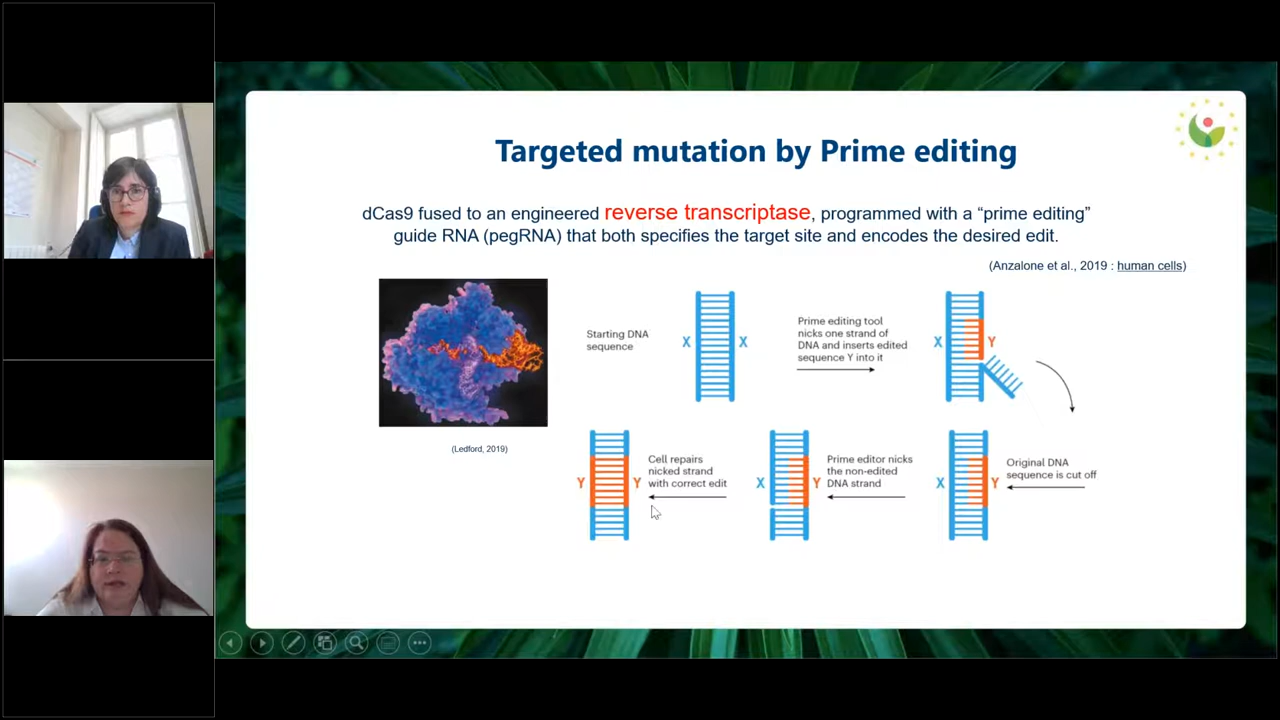 Targeted mutation by Prime editing
dCas9 fused to an engineered reverse transcriptase, programmed with a “prime editing”
guide RNA (pegRNA) that both specifies the target site and encodes the desired edit.
(Anzalone et al., 2019 : human cells)
Starting DNA
sequence
X
X
Prime editing tool
nicks one strand of
DNA and inserts edited
sequence Y into it
X
Y
(Ledford, 2019)
Y
Y
Cell repairs
nicked strand
with correct edit
X
Y
Prime editor nicks
the non-edited
DNA strand
X
Y
Original DNA
sequence is cut off